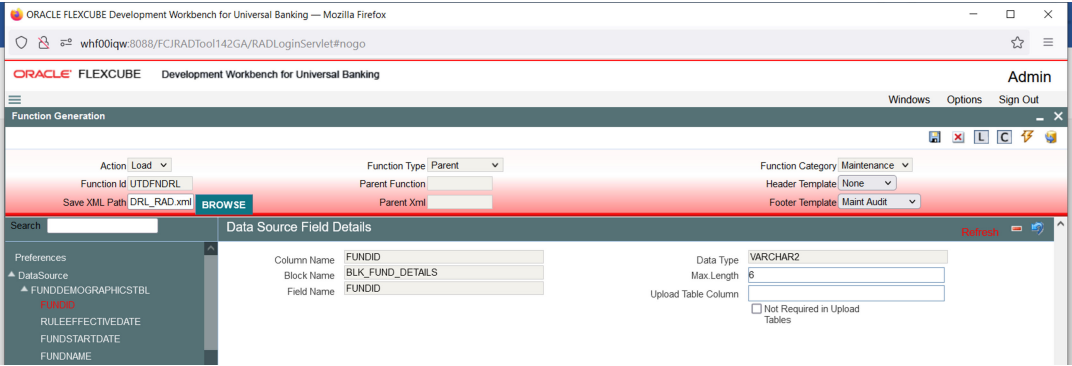 ORACLE FLEXCUBE Development Workbench for Universal Banking — Mozilla Firefox
whf00iqw:8088/FCJRADTool142GA/RADLoginServlet#nogo
ORACLE FLEXCUBE Development Workbench for Universal Banking Admin
Windows Options Sign Out
Function Generation
L C
Action Load Function Type Parent Function Category Maintenance
Function Id UTDFNDRL Parent Function Header Template None
Save XML Path DRL_RAD.xml BROWSE Parent Xml Footer Template Maint Audit
Search Data Source Field Details Refresh
Preferences Column Name FUNDID Data Type VARCHAR2
DataSource Block Name BLK_FUND_DETAILS Max.Length 6
FUNDDEMOGRAPHICSTBL Field Name FUNDID Upload Table Column
FUNDID Not Required in Upload
RULEEFFECTIVEDATE Tables
FUNDSTARTDATE
FUNDNAME